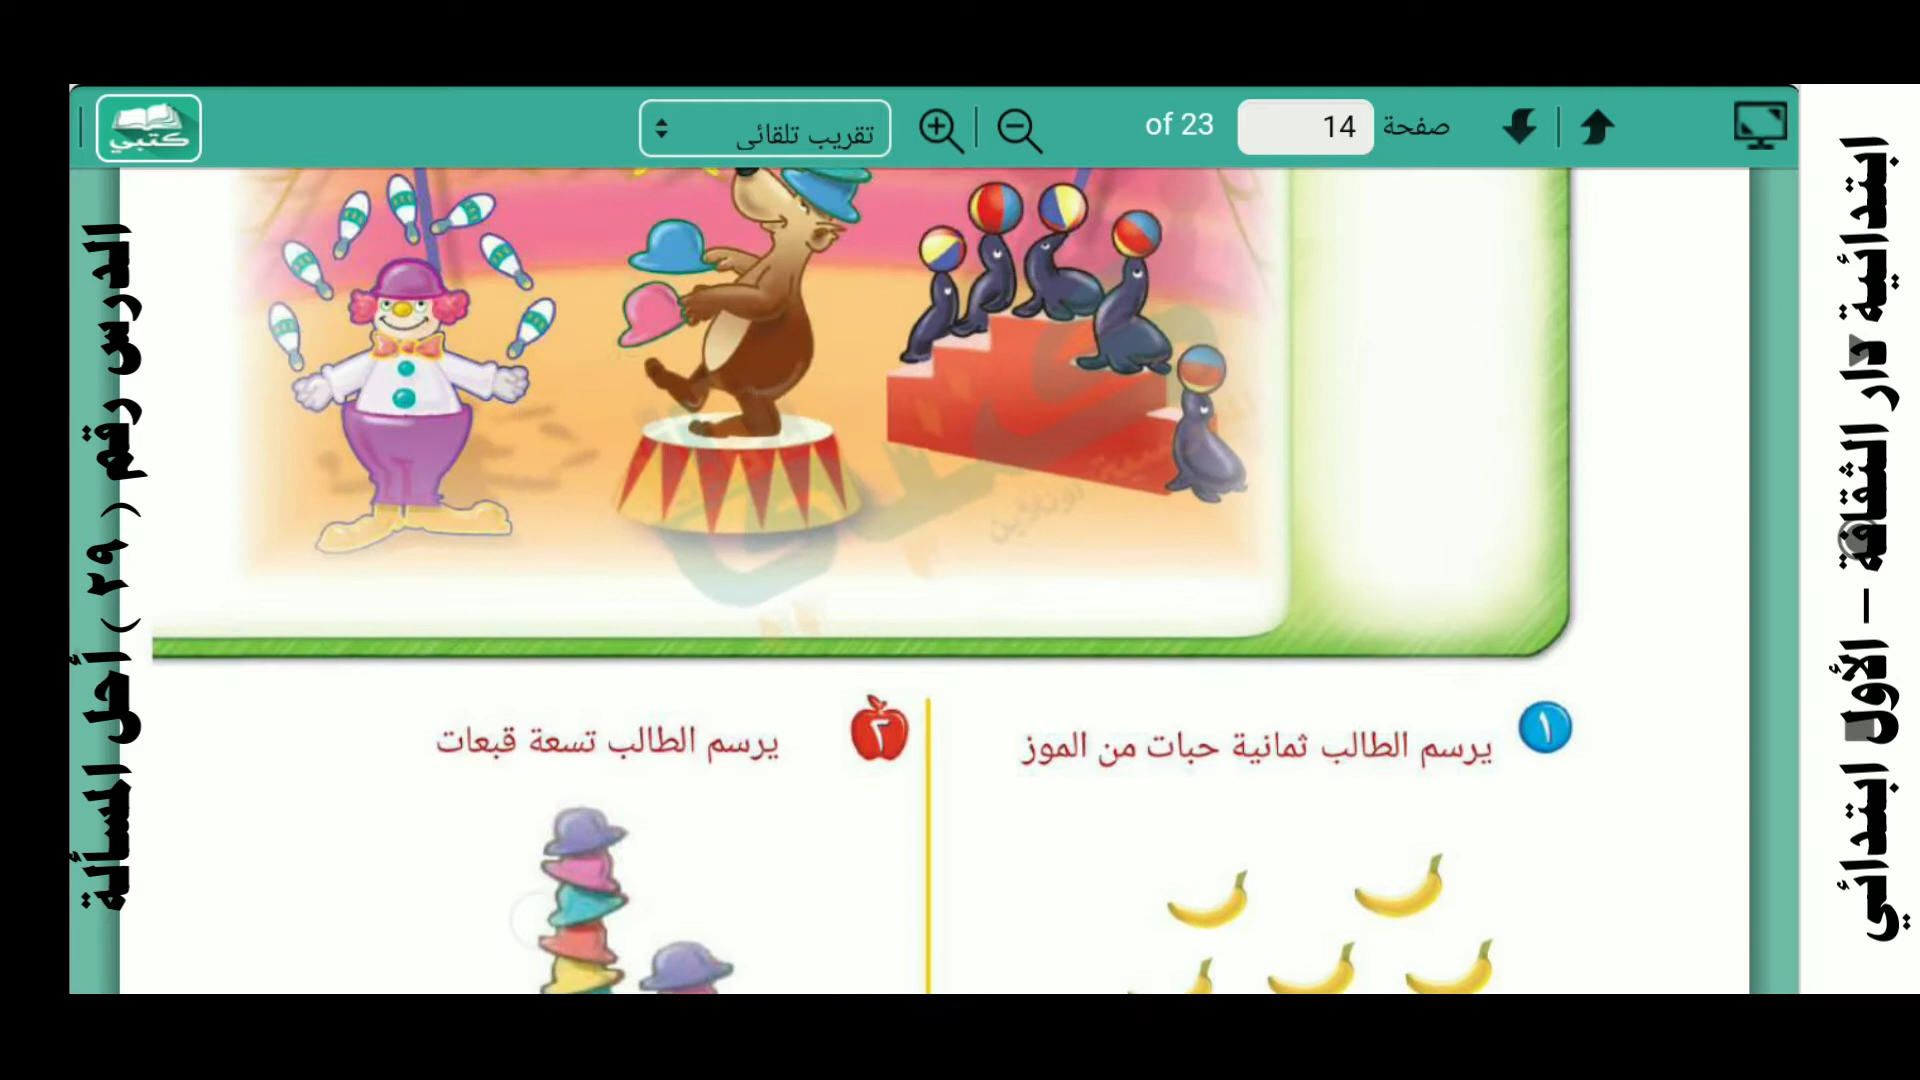 كتبي
تقريب تلقائي
صفحة 14 of 23
ابتدائية دار الثقافة – الأول ابتدائي
الدرس رقم ( ٢٩ ) أحل المسألة
١ يرسم الطالب ثمانية حبات من الموز
٢ يرسم الطالب تسعة قبعات